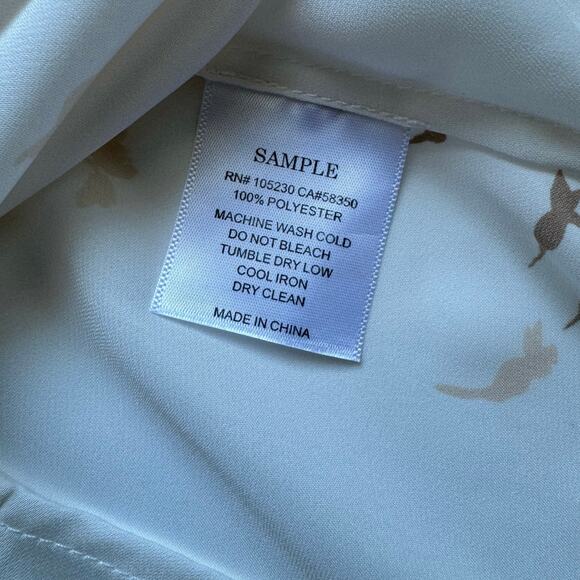 SAMPLE
RN# 105230 CA#58350
100% POLYESTER
MACHINE WASH COLD
DO NOT BLEACH
TUMBLE DRY LOW
COOL IRON
DRY CLEAN
MADE IN CHINA